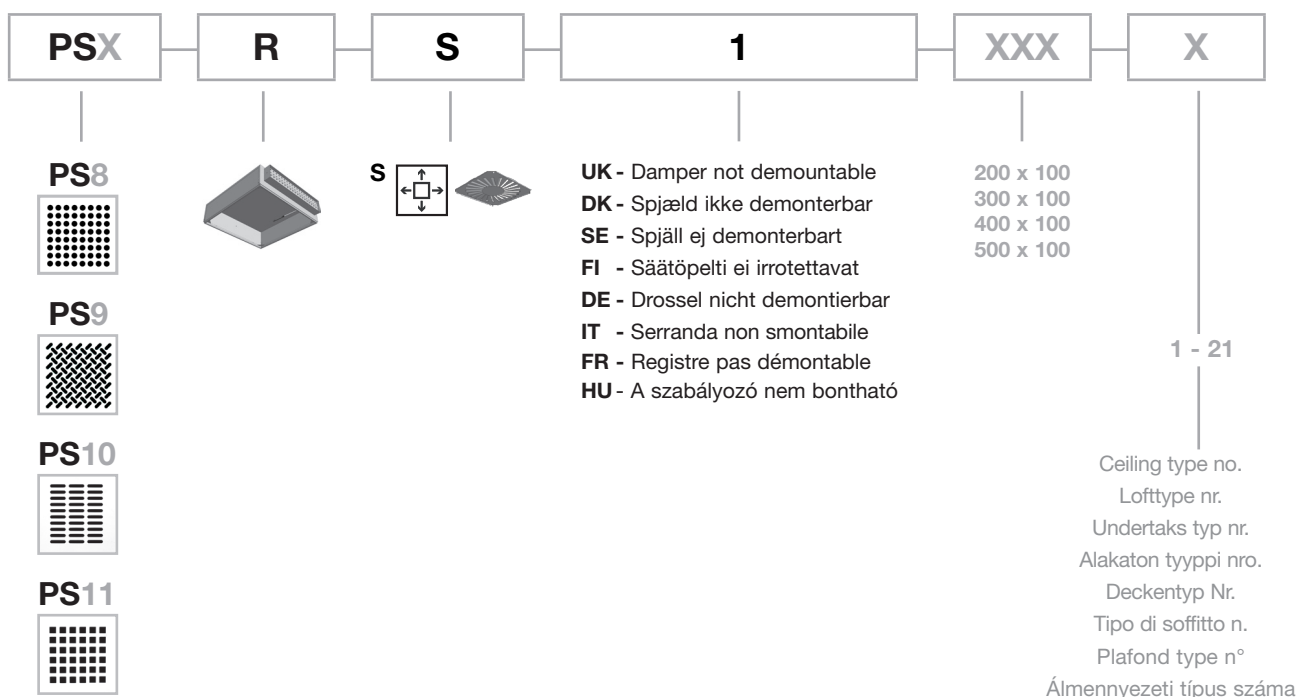 PSX R S 1 XXX X
PS8
PS9
PS10
PS11
S
UK - Damper not demountable
DK - Spjæld ikke demonterbar
SE - Spjäll ej demonterbart
FI - Säätöpelti ei irrotettavat
DE - Drossel nicht demontierbar
IT - Serranda non smontabile
FR - Registre pas démontable
HU - A szabályozó nem bontható
200 x 100
300 x 100
400 x 100
500 x 100
1 - 21
Ceiling type no.
Lofttype nr.
Undertaks typ nr.
Alakaton tyyppi nro.
Deckentyp Nr.
Tipo di soffitto n.
Plafond type n°
Álmennyezeti típus száma